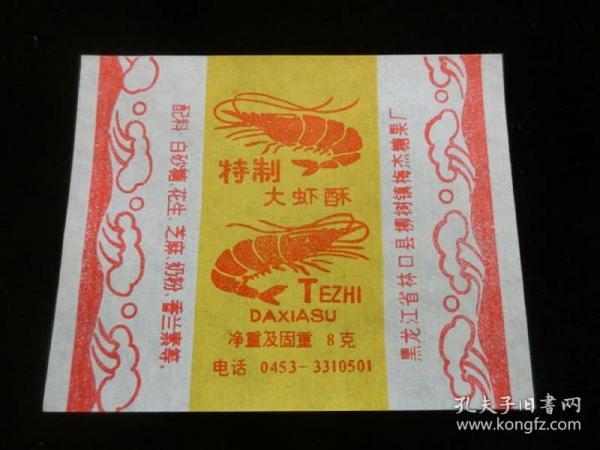 配料：白砂糖、花生、芝麻、奶粉、香兰素等。
特制
大虾酥
TEZHI
DAXIASU
净重及固重 8克
电话 0453-3310501
黑龙江省林口县柳树镇梅杰糖果厂
孔夫子旧书网
www.kongfz.com